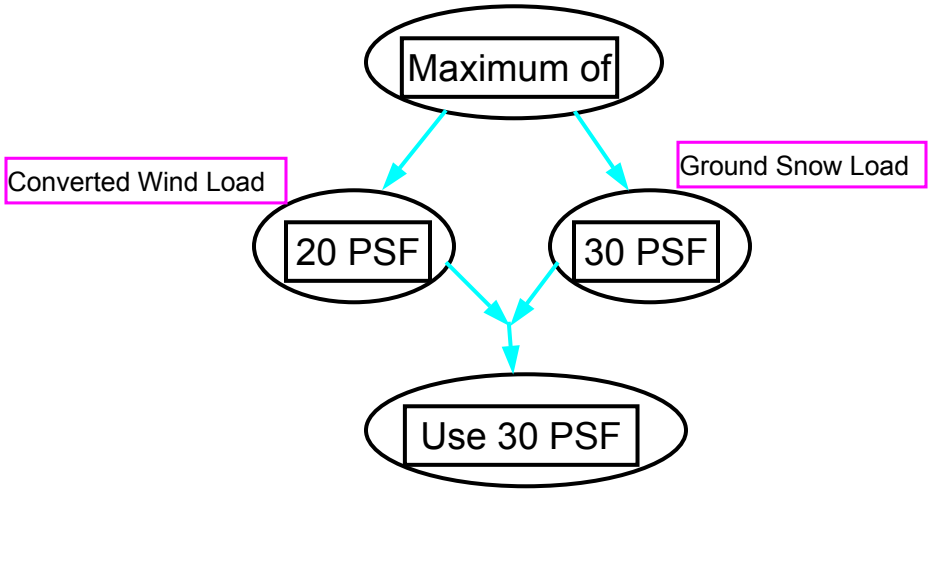 Maximum of
Converted Wind Load
Ground Snow Load
20 PSF
30 PSF
Use 30 PSF